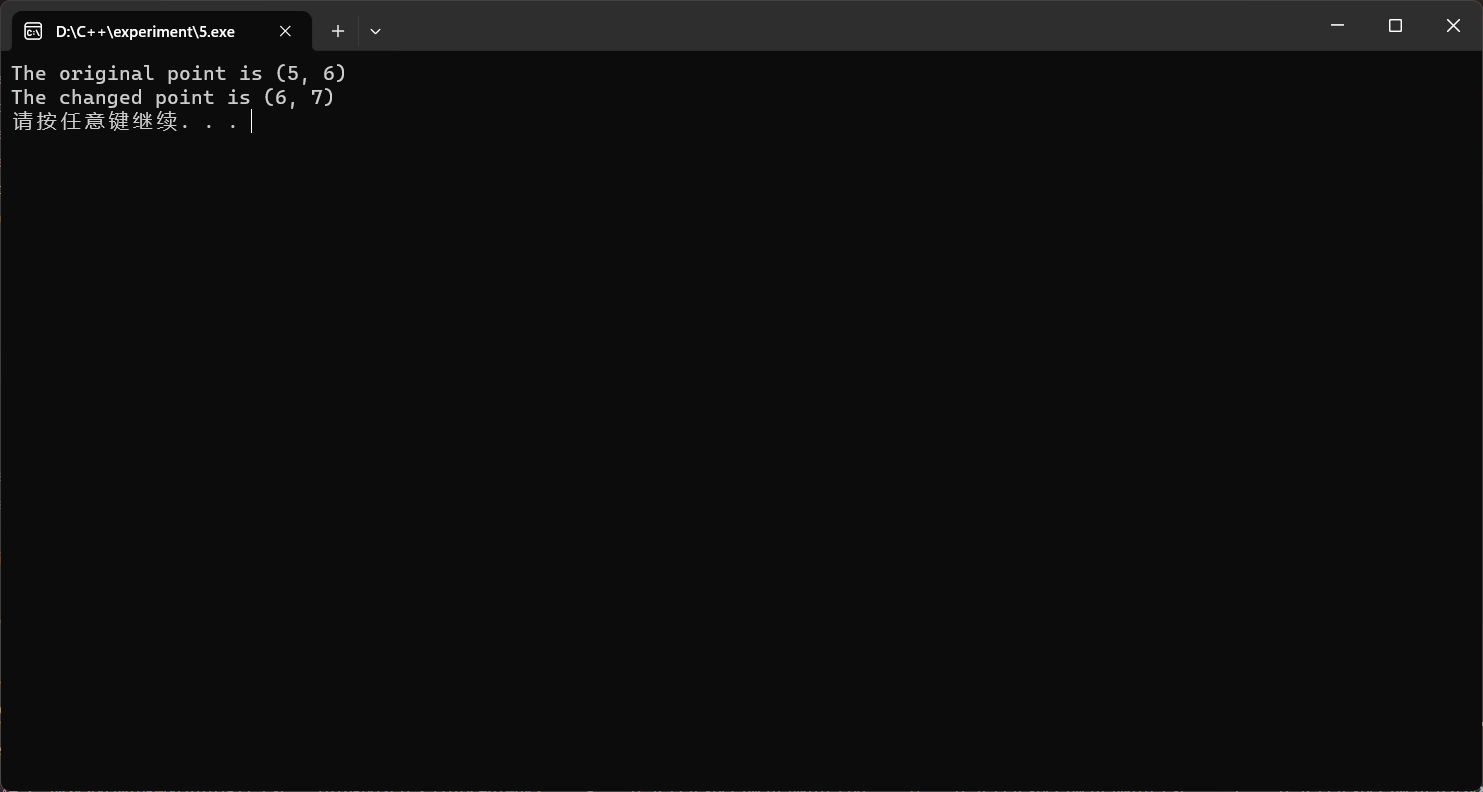 D:\C++\experiment\5.exe
The original point is (5, 6)
The changed point is (6, 7)
请按任意键继续. . .